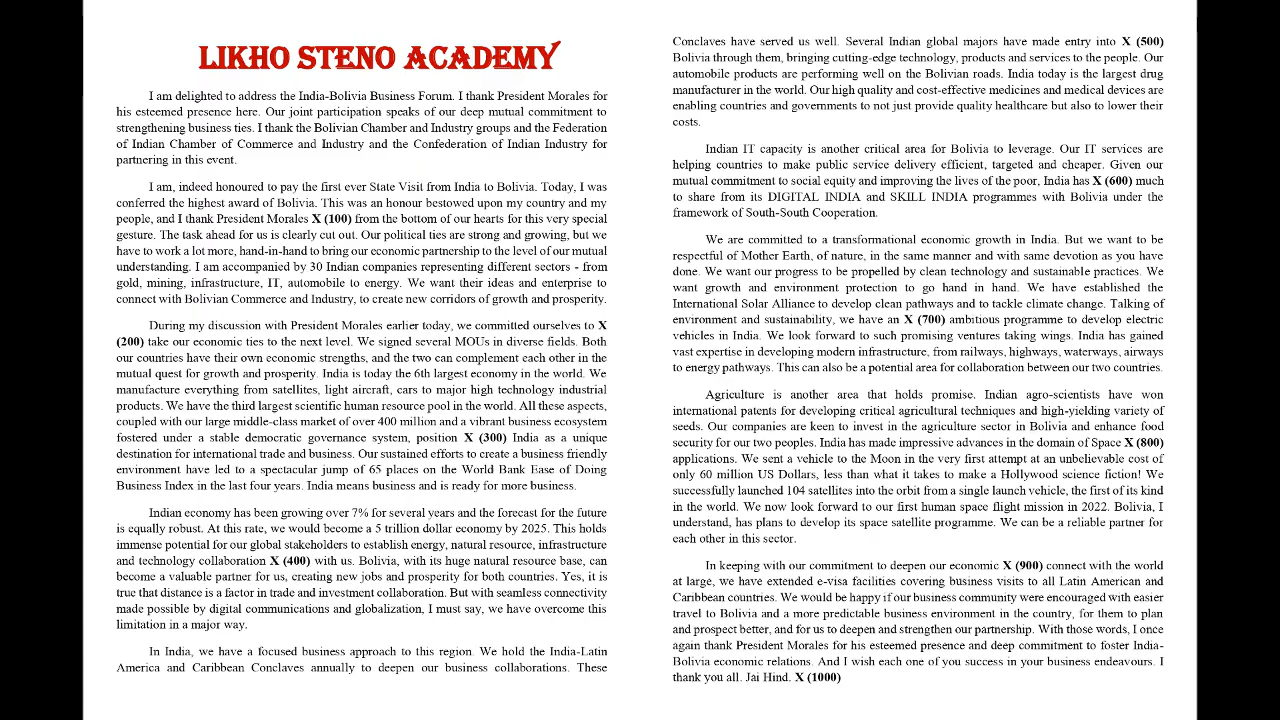 LIKHO STENO ACADEMY
I am delighted to address the India-Bolivia Business Forum. I thank President Morales for
his esteemed presence here. Our joint participation speaks of our deep mutual commitment to
strengthening business ties. I thank the Bolivian Chamber and Industry groups and the Federation
of Indian Chamber of Commerce and Industry and the Confederation of Indian Industry for
partnering in this event.
I am, indeed honoured to pay the first ever State Visit from India to Bolivia. Today, I was
conferred the highest award of Bolivia. This was an honour bestowed upon my country and my
people, and I thank President Morales X (100) from the bottom of our hearts for this very special
gesture. The task ahead for us is clearly cut out. Our political ties are strong and growing, but we
have to work a lot more, hand-in-hand to bring our economic partnership to the level of our mutual
understanding. I am accompanied by 30 Indian companies representing different sectors - from
gold, mining, infrastructure, IT, automobile to energy. We want their ideas and enterprise to
connect with Bolivian Commerce and Industry, to create new corridors of growth and prosperity.
During my discussion with President Morales earlier today, we committed ourselves to X
(200) take our economic ties to the next level. We signed several MOUs in diverse fields. Both
our countries have their own economic strengths, and the two can complement each other in the
mutual quest for growth and prosperity. India is today the 6th largest economy in the world. We
manufacture everything from satellites, light aircraft, cars to major high technology industrial
products. We have the third largest scientific human resource pool in the world. All these aspects,
coupled with our large middle-class market of over 400 million and a vibrant business ecosystem
fostered under a stable democratic governance system, position X (300) India as a unique
destination for international trade and business. Our sustained efforts to create a business friendly
environment have led to a spectacular jump of 65 places on the World Bank Ease of Doing
Business Index in the last four years. India means business and is ready for more business.
Indian economy has been growing over 7% for several years and the forecast for the future
is equally robust. At this rate, we would become a 5 trillion dollar economy by 2025. This holds
immense potential for our global stakeholders to establish energy, natural resource, infrastructure
and technology collaboration X (400) with us. Bolivia, with its huge natural resource base, can
become a valuable partner for us, creating new jobs and prosperity for both countries. Yes, it is
true that distance is a factor in trade and investment collaboration. But with seamless connectivity
made possible by digital communications and globalization, I must say, we have overcome this
limitation in a major way.
In India, we have a focused business approach to this region. We hold the India-Latin
America and Caribbean Conclaves annually to deepen our business collaborations. These
Conclaves have served us well. Several Indian global majors have made entry into X (500)
Bolivia through them, bringing cutting-edge technology, products and services to the people. Our
automobile products are performing well on the Bolivian roads. India today is the largest drug
manufacturer in the world. Our high quality and cost-effective medicines and medical devices are
enabling countries and governments to not just provide quality healthcare but also to lower their
costs.
Indian IT capacity is another critical area for Bolivia to leverage. Our IT services are
helping countries to make public service delivery efficient, targeted and cheaper. Given our
mutual commitment to social equity and improving the lives of the poor, India has X (600) much
to share from its DIGITAL INDIA and SKILL INDIA programmes with Bolivia under the
framework of South-South Cooperation.
We are committed to a transformational economic growth in India. But we want to be
respectful of Mother Earth, of nature, in the same manner and with same devotion as you have
done. We want our progress to be propelled by clean technology and sustainable practices. We
want growth and environment protection to go hand in hand. We have established the
International Solar Alliance to develop clean pathways and to tackle climate change. Talking of
environment and sustainability, we have an X (700) ambitious programme to develop electric
vehicles in India. We look forward to such promising ventures taking wings. India has gained
vast expertise in developing modern infrastructure, from railways, highways, waterways, airways
to energy pathways. This can also be a potential area for collaboration between our two countries.
Agriculture is another area that holds promise. Indian agro-scientists have won
international patents for developing critical agricultural techniques and high-yielding variety of
seeds. Our companies are keen to invest in the agriculture sector in Bolivia and enhance food
security for our two peoples. India has made impressive advances in the domain of Space X (800)
applications. We sent a vehicle to the Moon in the very first attempt at an unbelievable cost of
only 60 million US Dollars, less than what it takes to make a Hollywood science fiction! We
successfully launched 104 satellites into the orbit from a single launch vehicle, the first of its kind
in the world. We now look forward to our first human space flight mission in 2022. Bolivia, I
understand, has plans to develop its space satellite programme. We can be a reliable partner for
each other in this sector.
In keeping with our commitment to deepen our economic X (900) connect with the world
at large, we have extended e-visa facilities covering business visits to all Latin American and
Caribbean countries. We would be happy if our business community were encouraged with easier
travel to Bolivia and a more predictable business environment in the country, for them to plan
and prospect better, and for us to deepen and strengthen our partnership. With those words, I once
again thank President Morales for his esteemed presence and deep commitment to foster India-
Bolivia economic relations. And I wish each one of you success in your business endeavours. I
thank you all. Jai Hind. X (1000)